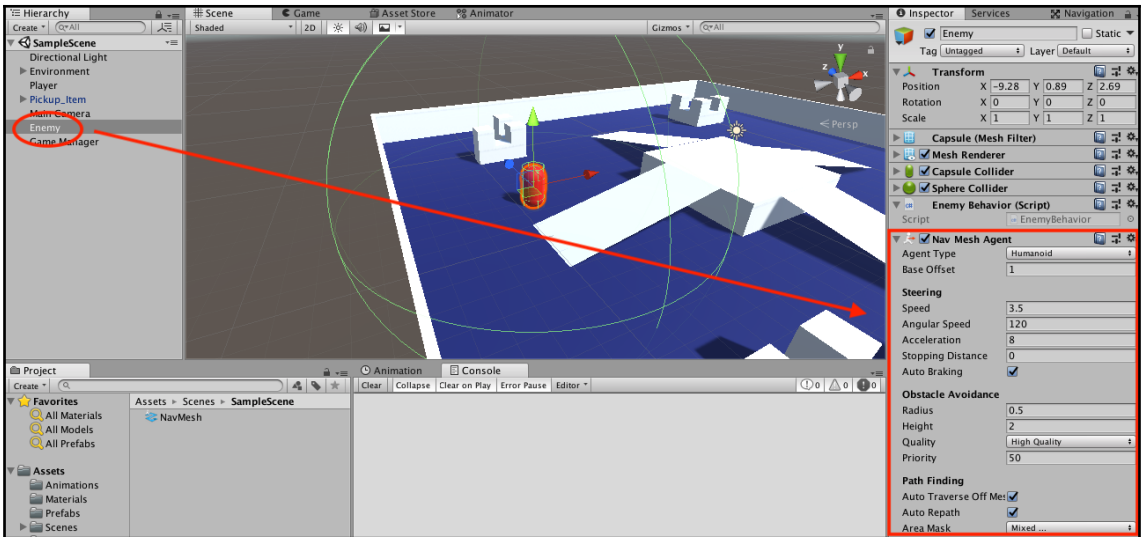 Hierarchy
Create
All
SampleScene
Directional Light
Environment
Player
Pickup_Item
Main Camera
Enemy
Game Manager
Scene
Game
Asset Store
Animator
Shaded
2D
Gizmos
All
y
z
x
Persp
Inspector
Services
Navigation
Enemy
Static
Tag Untagged Layer Default
Transform
Position X -9.28 Y 0.89 Z 2.69
Rotation X 0 Y 0 Z 0
Scale X 1 Y 1 Z 1
Capsule (Mesh Filter)
Mesh Renderer
Capsule Collider
Sphere Collider
Enemy Behavior (Script)
Script EnemyBehavior
Nav Mesh Agent
Agent Type Humanoid
Base Offset 1
Steering
Speed 3.5
Angular Speed 120
Acceleration 8
Stopping Distance 0
Auto Braking
Obstacle Avoidance
Radius 0.5
Height 2
Quality High Quality
Priority 50
Path Finding
Auto Traverse Off Mes
Auto Repath
Area Mask Mixed ...
Project
Create
Favorites
All Materials
All Models
All Prefabs
Assets
Animations
Materials
Prefabs
Scenes
Assets Scenes SampleScene
NavMesh
Animation
Console
Clear Collapse Clear on Play Error Pause Editor
0 0 0